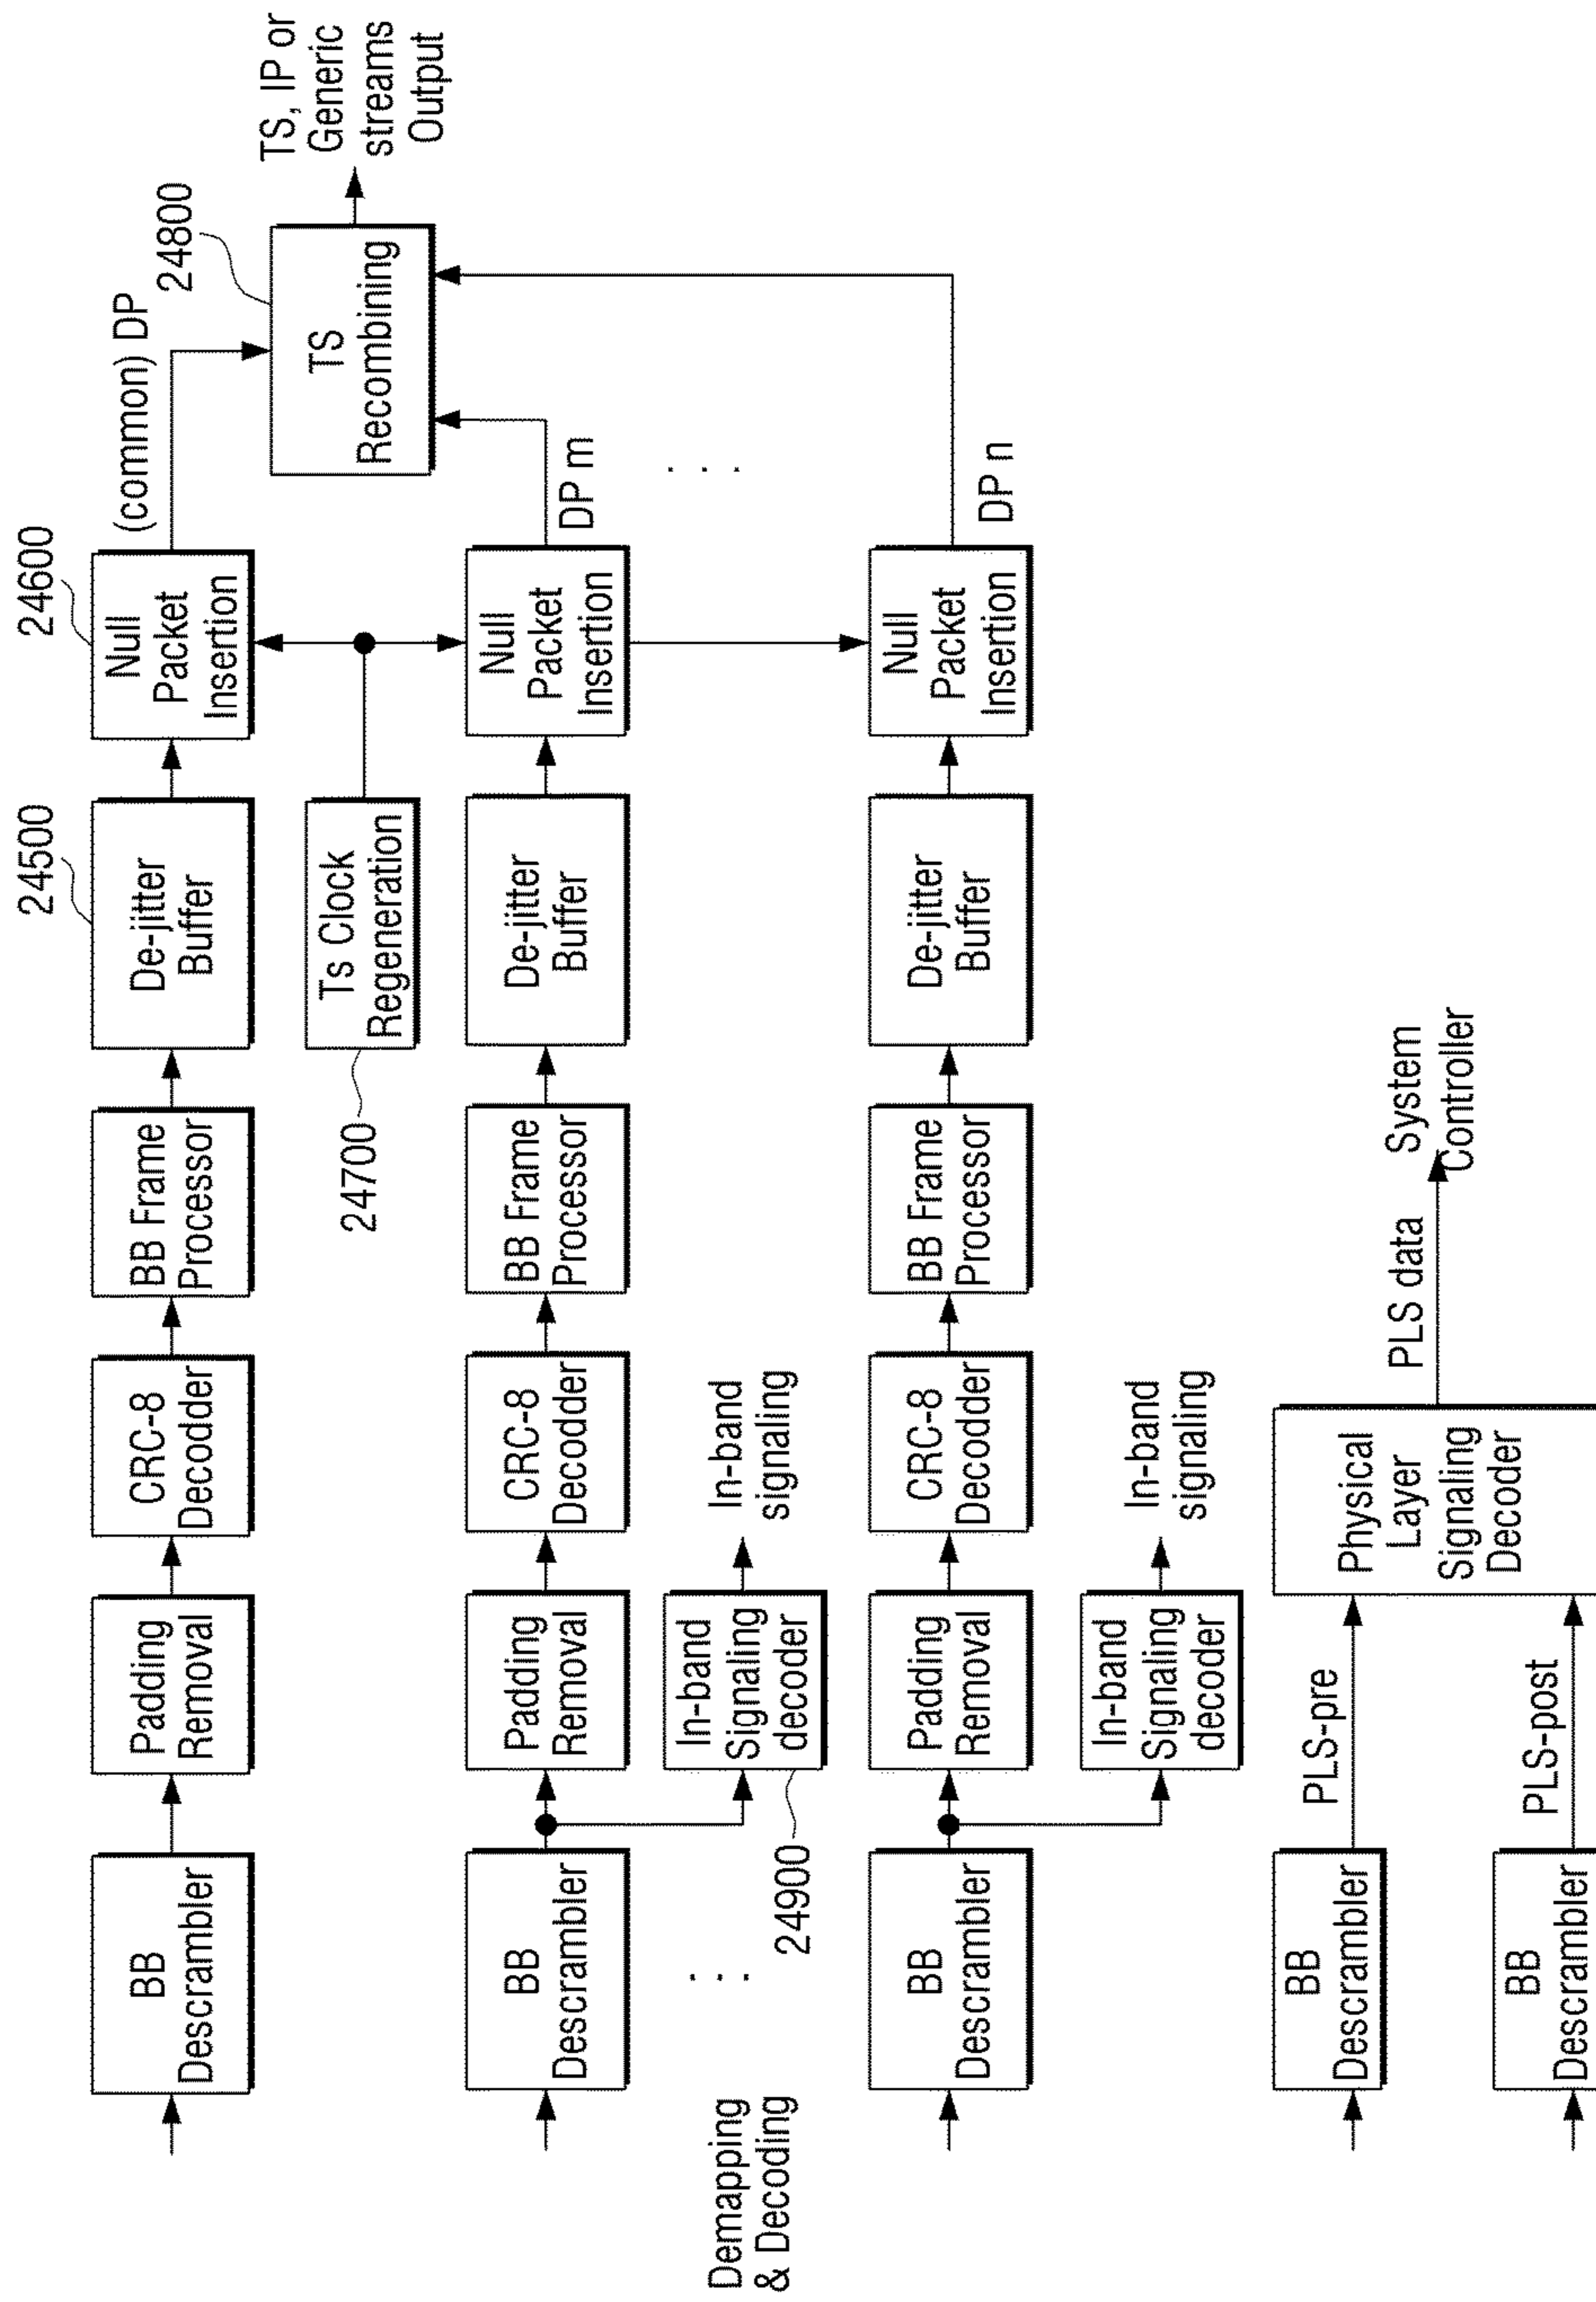 BB
Descrambler
Padding
Removal
CRC-8
Decodder
BB Frame
Processor
24500
De-jitter
Buffer
24600
Null
Packet
Insertion
(common) DP
24800
TS
Recombining
TS, IP or
Generic
streams
Output
24700
Ts Clock
Regeneration
BB
Descrambler
Padding
Removal
CRC-8
Decodder
BB Frame
Processor
De-jitter
Buffer
Null
Packet
Insertion
DP m
24900
In-band
Signaling
decoder
In-band
signaling
. . .
. . .
Demapping
& Decoding
BB
Descrambler
Padding
Removal
CRC-8
Decodder
BB Frame
Processor
De-jitter
Buffer
Null
Packet
Insertion
DP n
In-band
Signaling
decoder
In-band
signaling
BB
Descrambler
PLS-pre
Physical
Layer
Signaling
Decoder
PLS data
System
Controller
BB
Descrambler
PLS-post